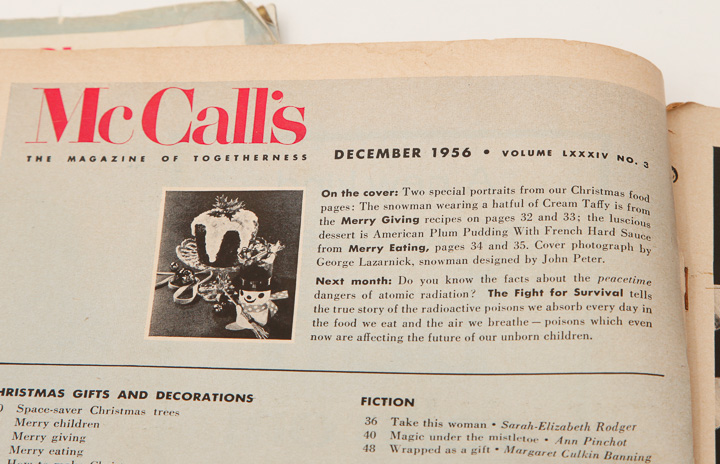 McCall's
THE MAGAZINE OF TOGETHERNESS
DECEMBER 1956 • VOLUME LXXXIV NO. 3
On the cover: Two special portraits from our Christmas food
pages: The snowman wearing a hatful of Cream Taffy is from
the Merry Giving recipes on pages 32 and 33; the luscious
dessert is American Plum Pudding With French Hard Sauce
from Merry Eating, pages 34 and 35. Cover photograph by
George Lazarnick, snowman designed by John Peter.
Next month: Do you know the facts about the peacetime
dangers of atomic radiation? The Fight for Survival tells
the true story of the radioactive poisons we absorb every day in
the food we eat and the air we breathe — poisons which even
now are affecting the future of our unborn children.
HRISTMAS GIFTS AND DECORATIONS
Space-saver Christmas trees
Merry children
Merry giving
Merry eating
FICTION
36 Take this woman • Sarah-Elizabeth Rodger
40 Magic under the mistletoe • Ann Pinchot
48 Wrapped as a gift • Margaret Culkin Banning